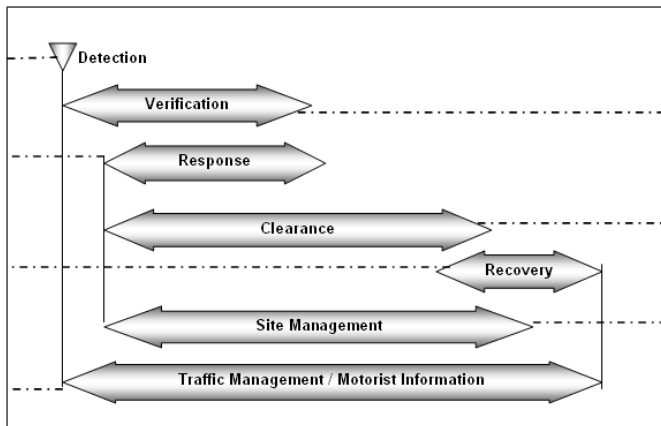 Detection
Verification
Response
Clearance
Recovery
Site Management
Traffic Management / Motorist Information